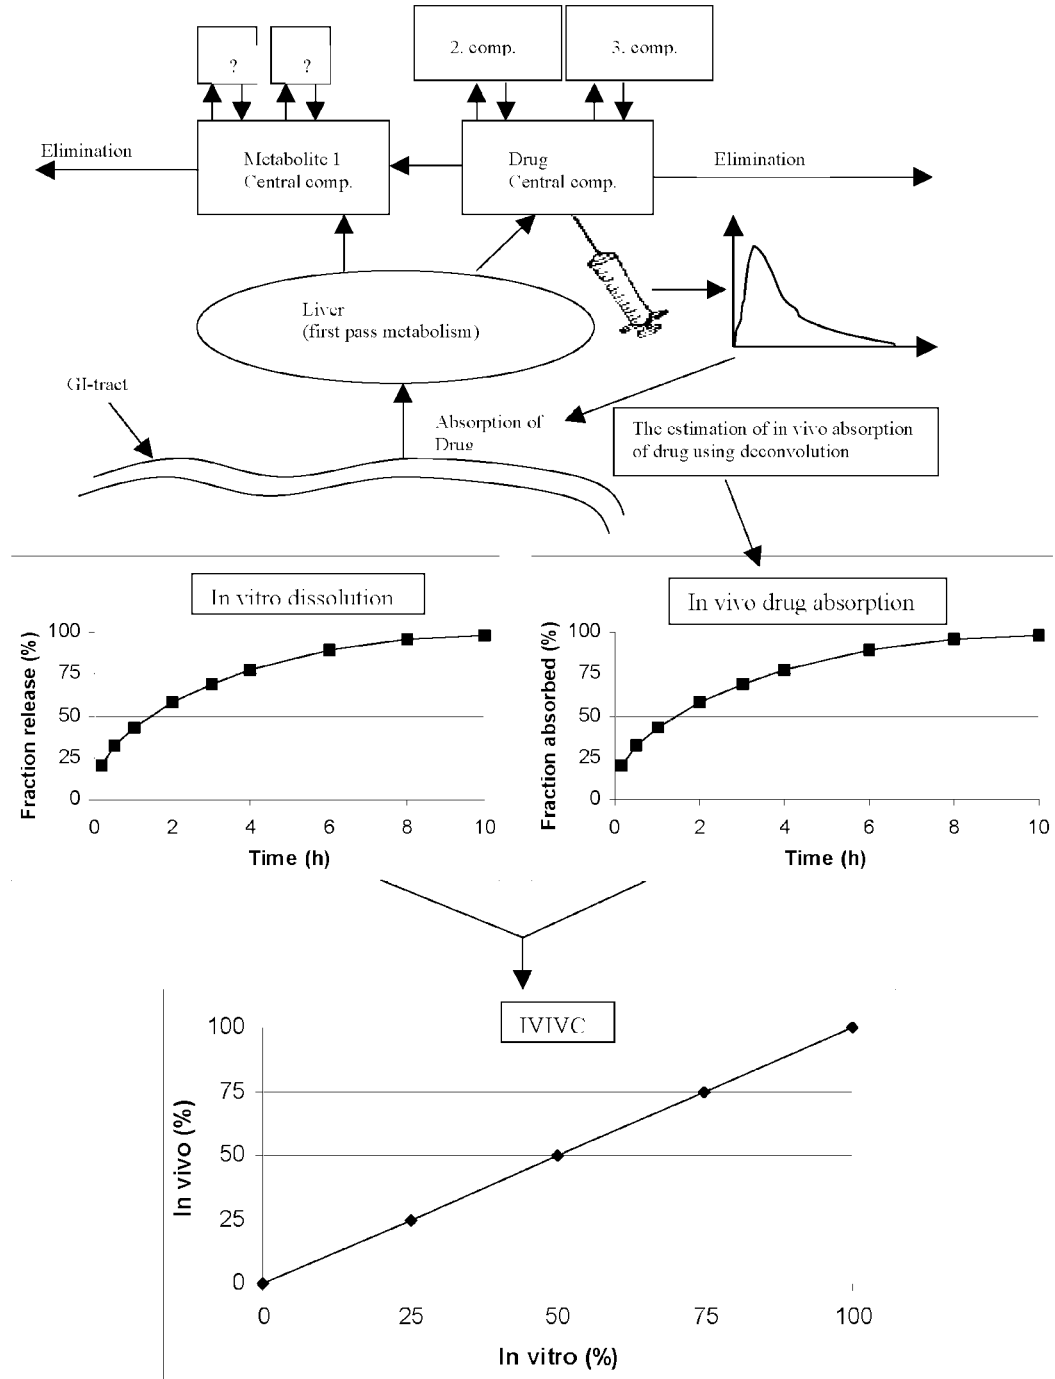 2. comp.
3. comp.
?
?
Elimination
Metabolite 1
Central comp.
Drug
Central comp.
Elimination
Liver
(first pass metabolism)
GI-tract
Absorption of
Drug
The estimation of in vivo absorption
of drug using deconvolution
In vitro dissolution
Fraction release (%)
100
75
50
25
0
0 2 4 6 8 10
Time (h)
In vivo drug absorption
Fraction absorbed (%)
100
75
50
25
0
0 2 4 6 8 10
Time (h)
IVIVC
In vivo (%)
100
75
50
25
0
0 25 50 75 100
In vitro (%)